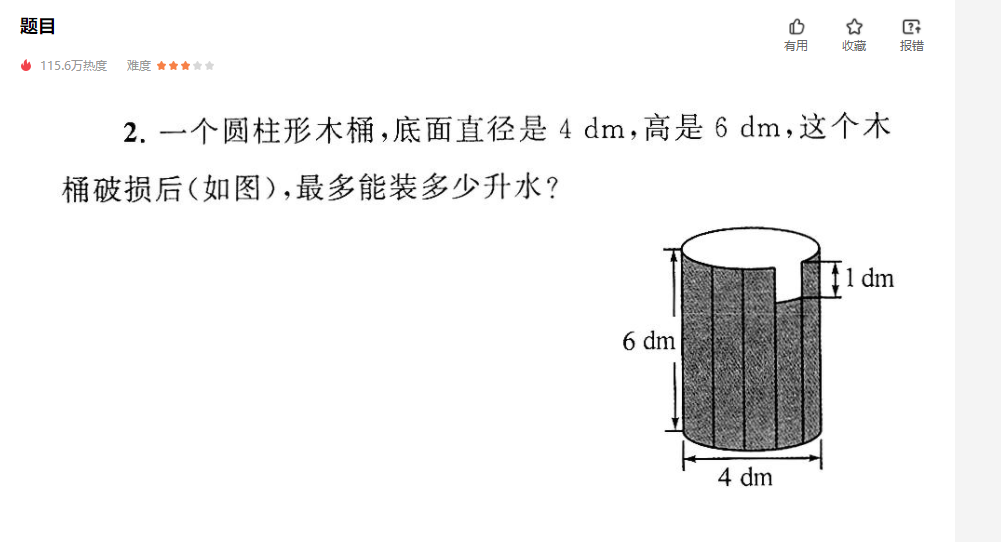 题目
有用 收藏 报错
115.6万热度 难度
2. 一个圆柱形木桶,底面直径是 4 dm,高是 6 dm,这个木
桶破损后(如图),最多能装多少升水?
1 dm
6 dm
4 dm